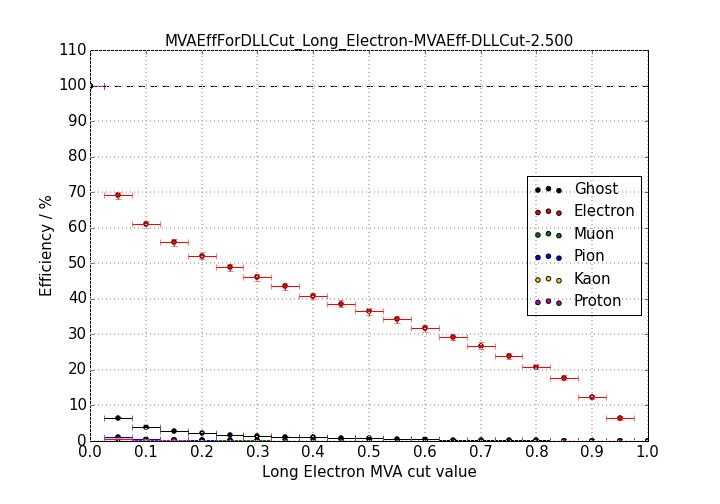 MVAEffForDLLCut_Long_Electron-MVAEff-DLLCut-2.500
110
100
90
80
70
60
50
40
30
20
10
0
Efficiency / %
Ghost
Electron
Muon
Pion
Kaon
Proton
0.0 0.1 0.2 0.3 0.4 0.5 0.6 0.7 0.8 0.9 1.0
Long Electron MVA cut value